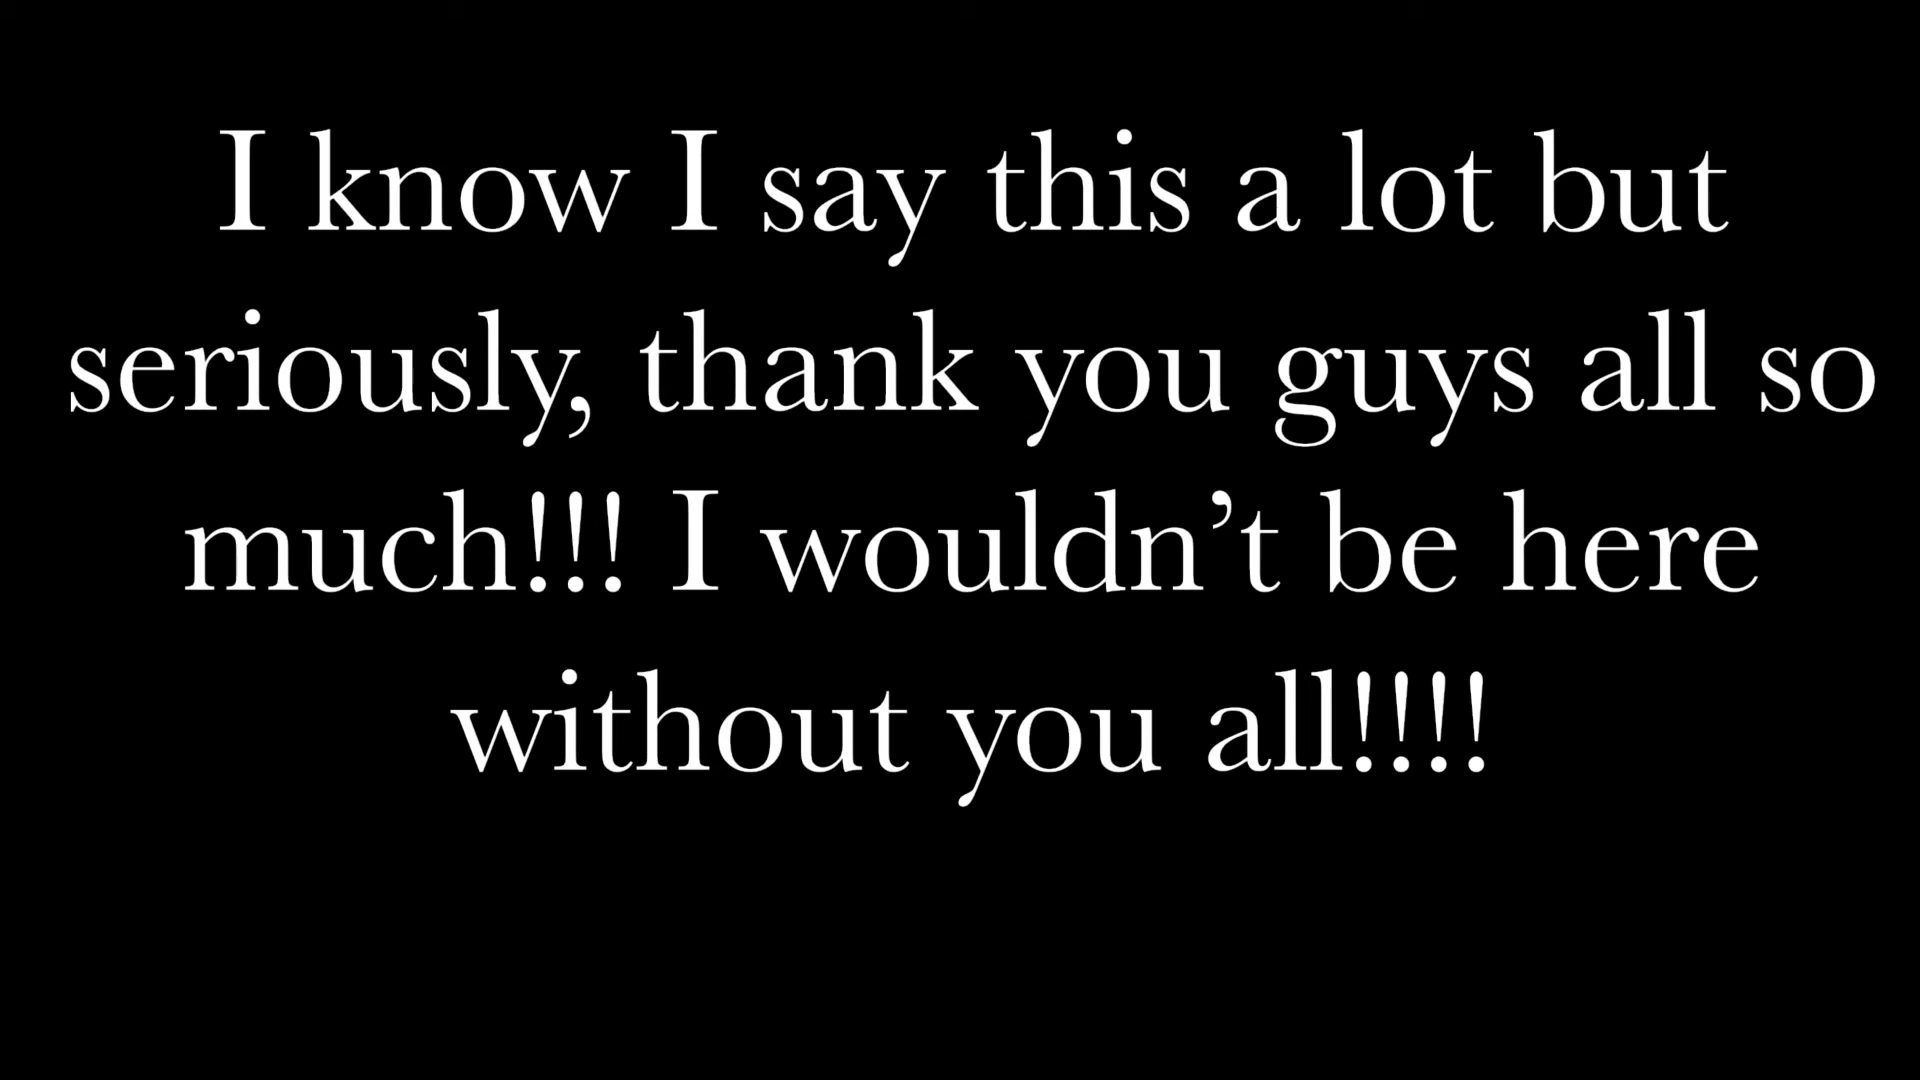 I know I say this a lot but
seriously, thank you guys all so
much!!! I wouldn’t be here
without you all!!!!